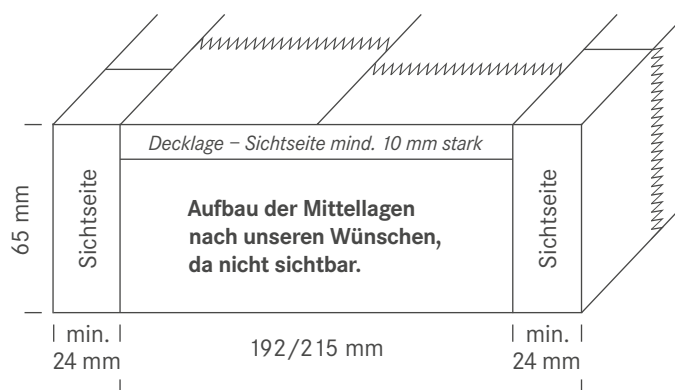 Decklage – Sichtseite mind. 10 mm stark
65 mm
Sichtseite
Aufbau der Mittellagen
nach unseren Wünschen,
da nicht sichtbar.
Sichtseite
min.
24 mm
192/215 mm
min.
24 mm